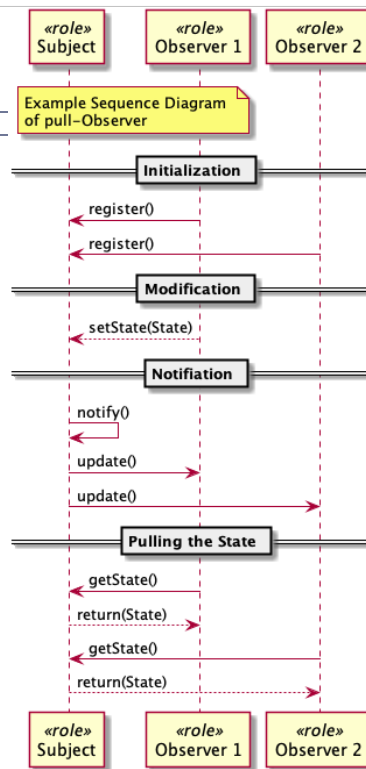 «role»
Subject
«role»
Observer 1
«role»
Observer 2
Example Sequence Diagram
of pull-Observer
Initialization
register()
register()
Modification
setState(State)
Notifiation
notify()
update()
update()
Pulling the State
getState()
return(State)
getState()
return(State)
«role»
Subject
«role»
Observer 1
«role»
Observer 2